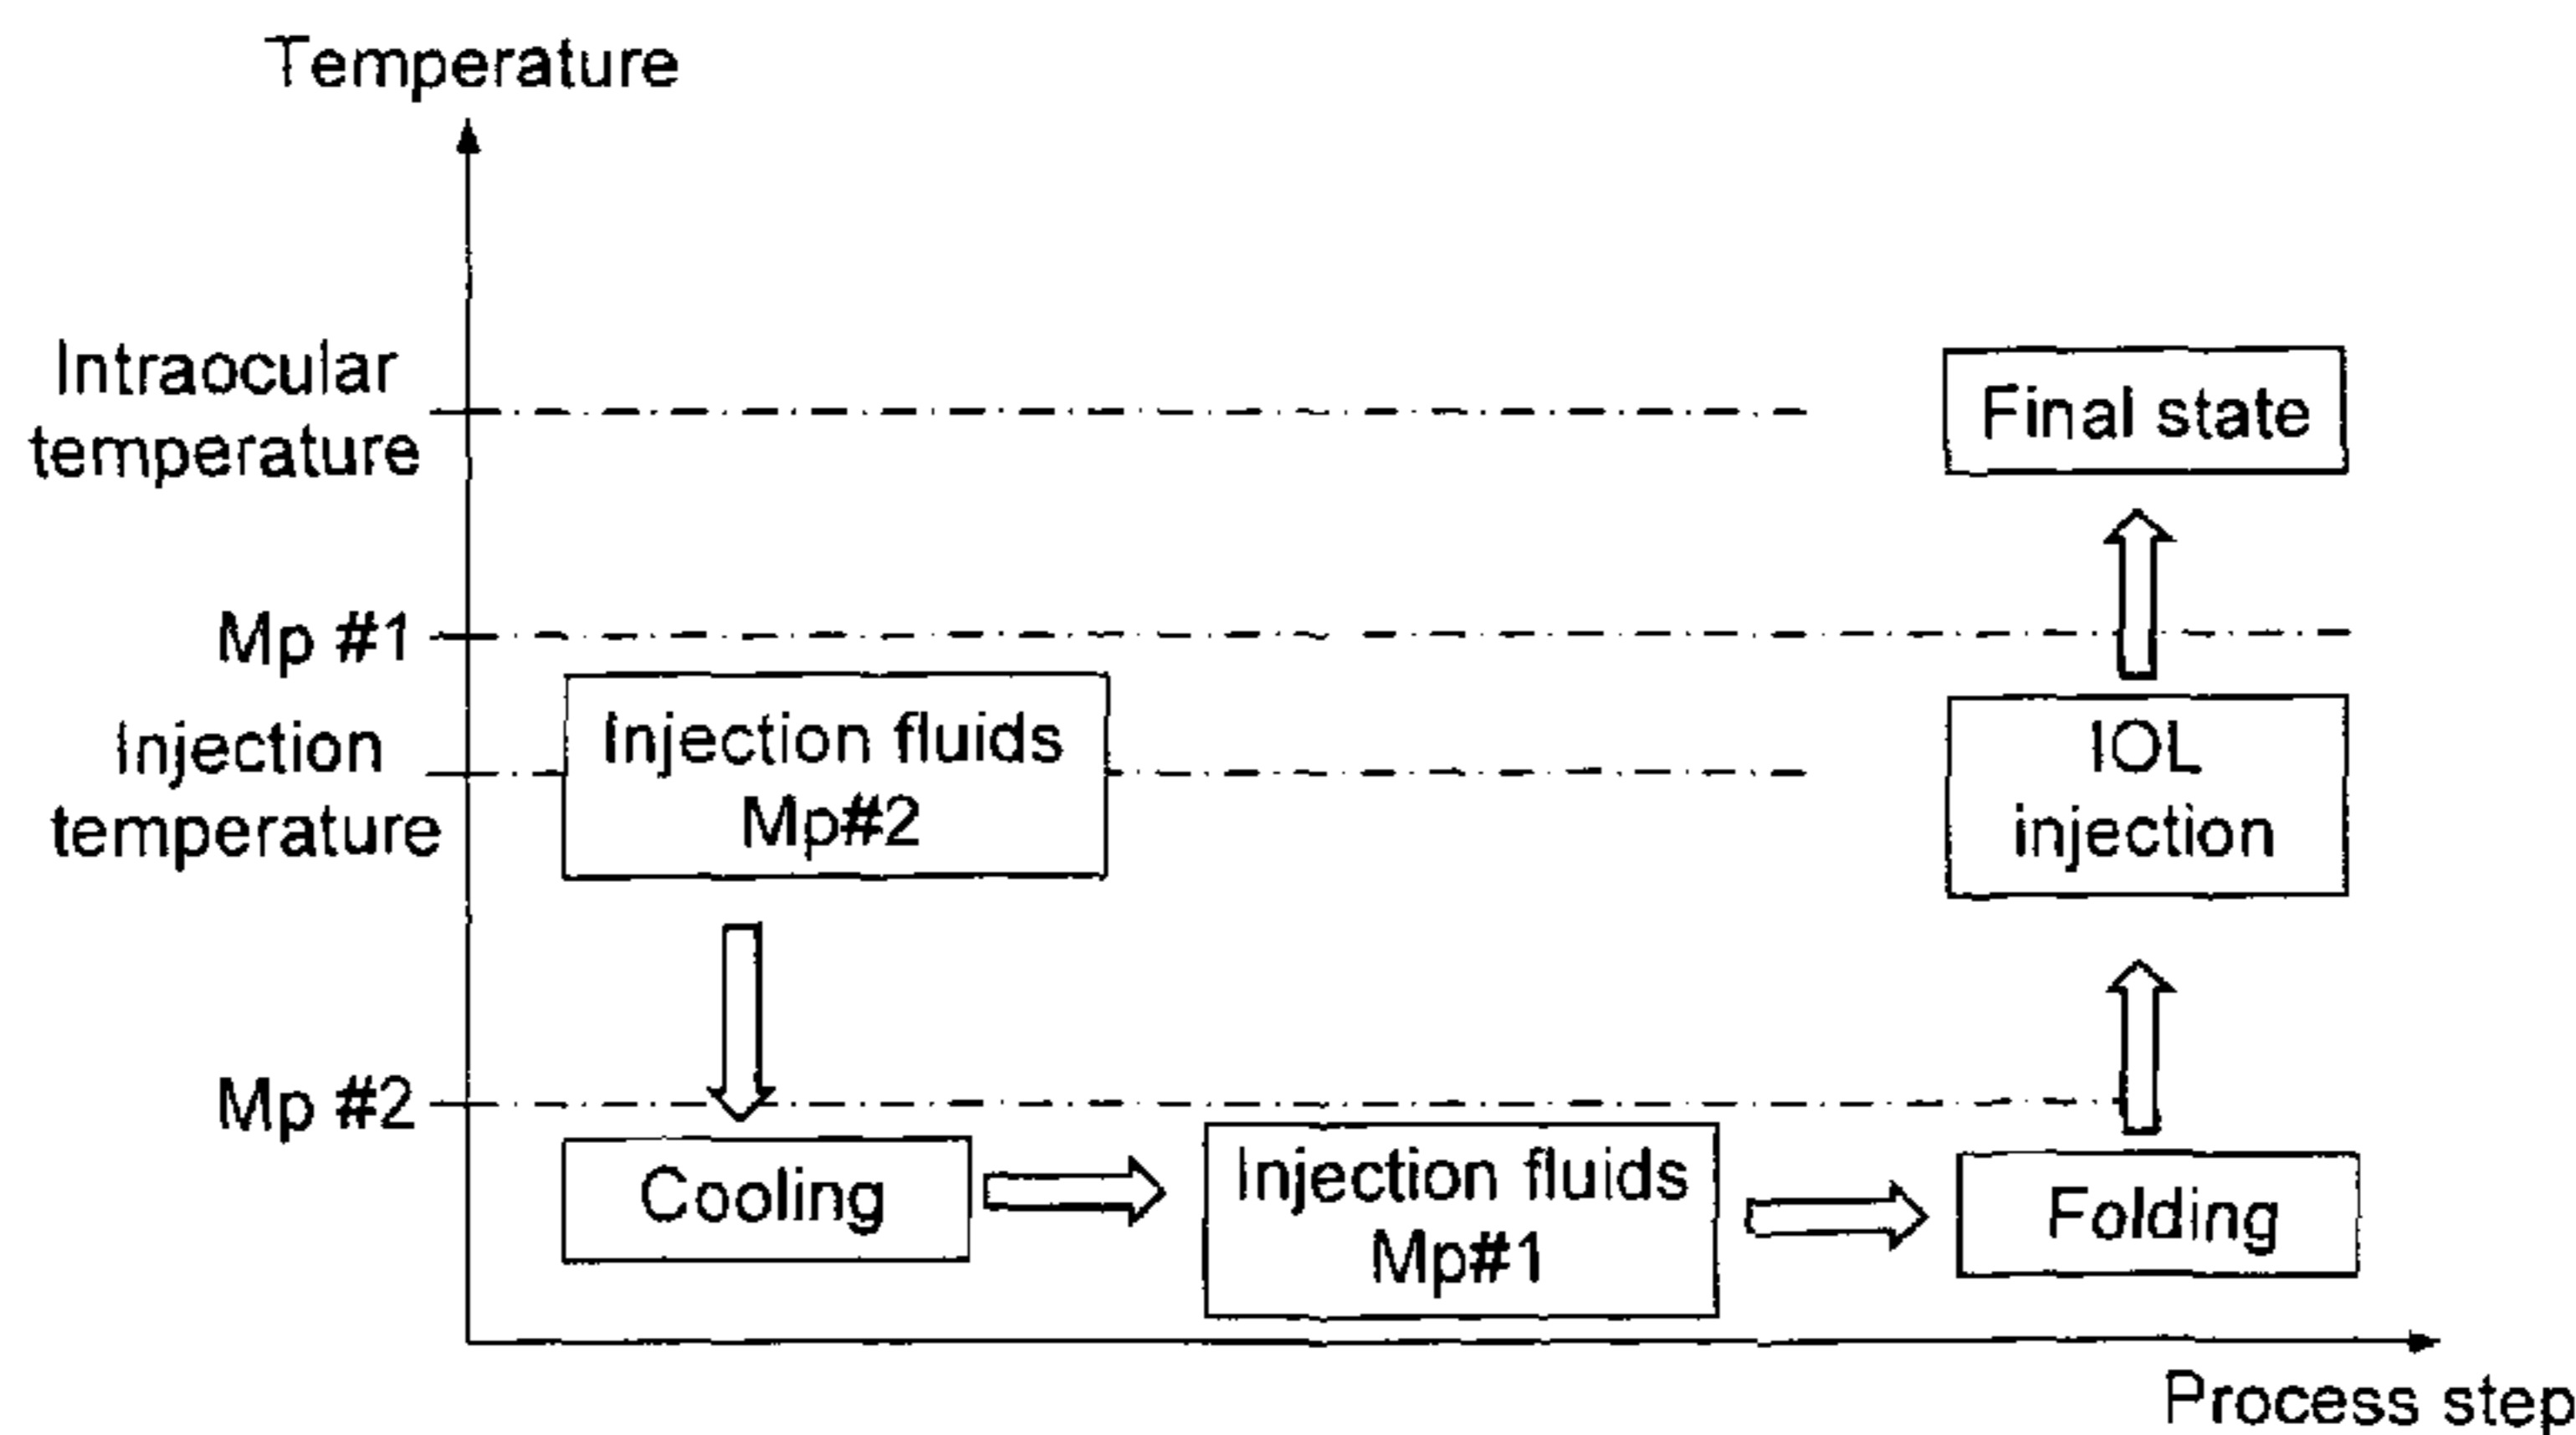 Temperature
Intraocular
temperature
Final state
Mp #1
Injection
temperature
Injection fluids
Mp#2
IOL
injection
Mp #2
Cooling
Injection fluids
Mp#1
Folding
Process step